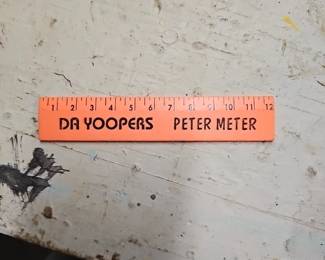 1 2 3 4 5 6 7 8 9 10 11 12
DA YOOPERS PETER METER